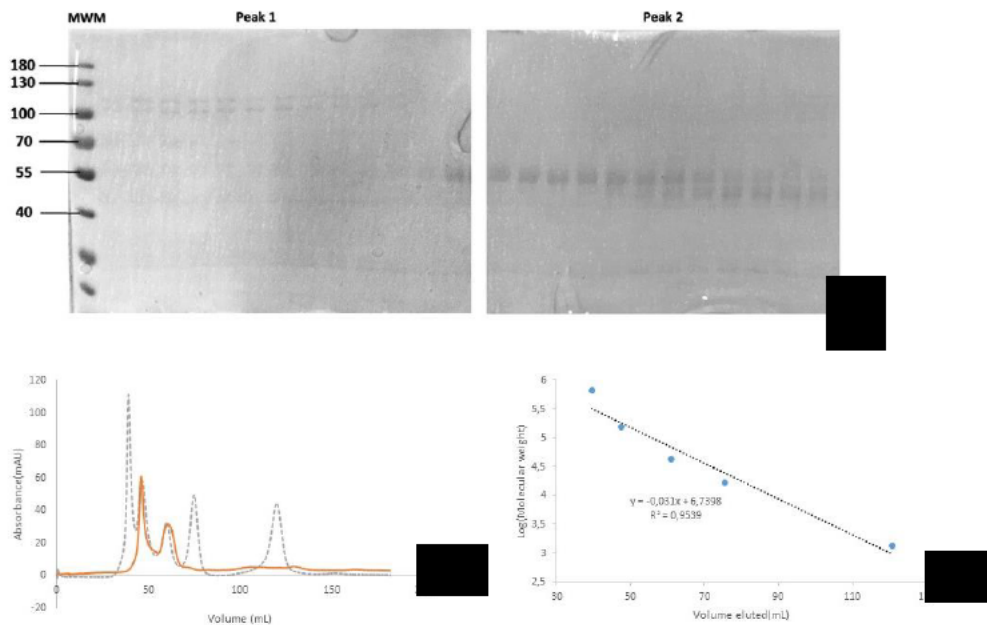 MWM Peak 1 Peak 2
180
130
100
70
55
40
120
100
80
60
40
20
0
-20
0 50 100 150
Absorbance(mAU)
Volume (mL)
6
5,5
5
4,5
4
3,5
3
2,5
30 50 70 90 110
Log(Molecular weight)
y = -0,031x + 6,7398
R² = 0,9539
Volume eluted(mL)